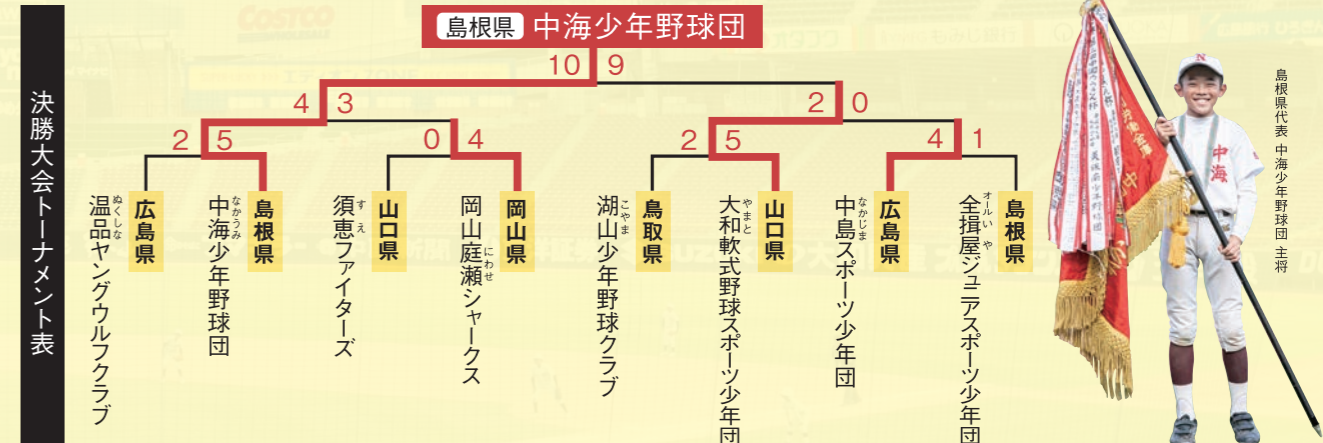 決勝大会トーナメント表
島根県 中海少年野球団
10 9
4 3
2 0
2 5
0 4
2 5
4 1
広島県
温品ヤングウルフクラブ
ぬくしな
島根県
中海少年野球団
なかうみ
山口県
須恵ファイターズ
すえ
岡山県
岡山庭瀬シャークス
にわせ
鳥取県
湖山少年野球クラブ
こやま
山口県
大和軟式野球スポーツ少年団
やまと
広島県
中島スポーツ少年団
なかじま
島根県
全揖屋ジュニアスポーツ少年団
オールいや
島根県代表 中海少年野球団 主将
N
中海
COSTCO
WHOLESALE